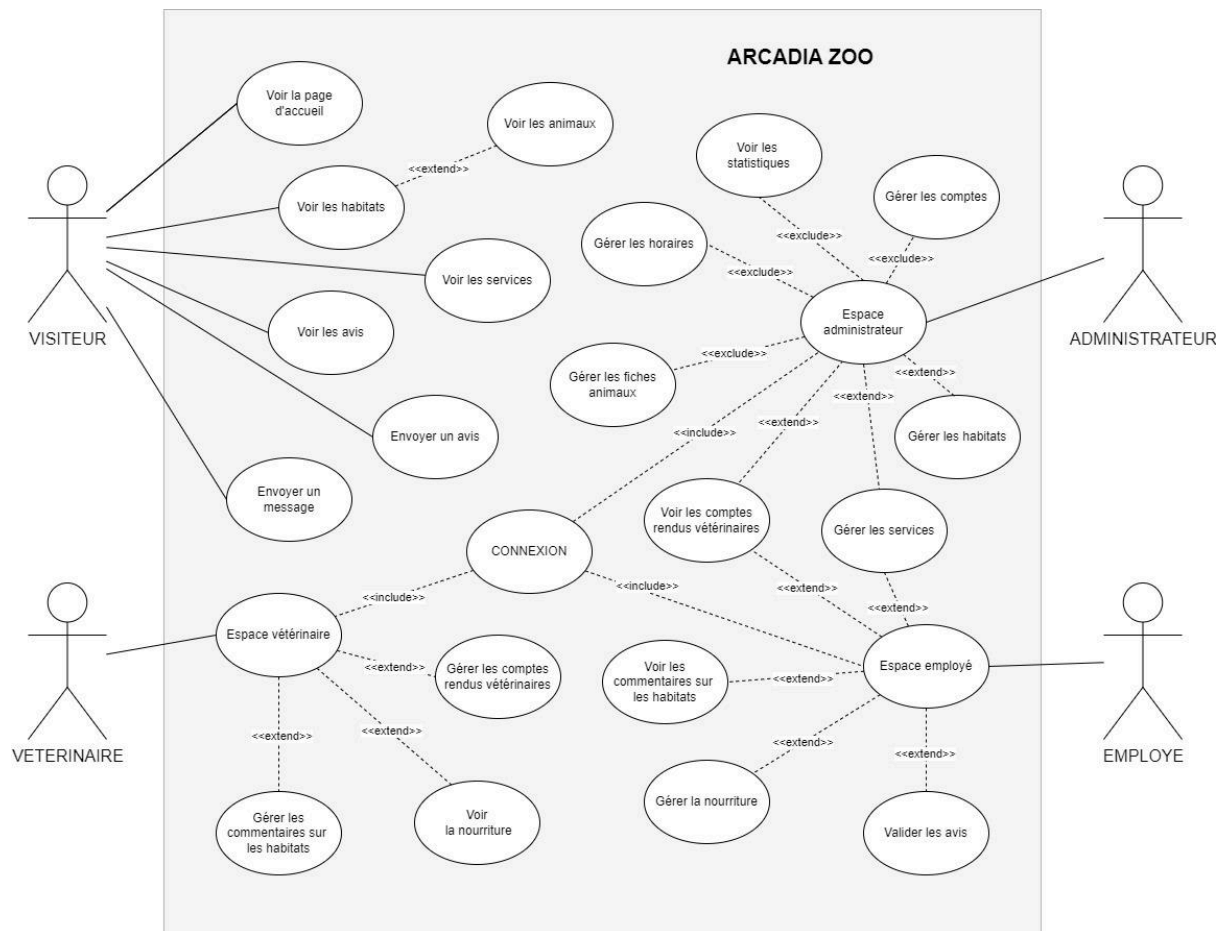 ARCADIA ZOO
Voir la page
d'accueil
Voir les animaux
<<extend>>
Voir les habitats
Voir les services
Voir les avis
Envoyer un avis
Envoyer un
message
VISITEUR
Voir les
statistiques
Gérer les comptes
<<exclude>>
<<exclude>>
Gérer les horaires
<<exclude>>
Espace
administrateur
ADMINISTRATEUR
<<exclude>>
Gérer les fiches
animaux
<<extend>>
<<extend>>
<<extend>>
<<include>>
Gérer les habitats
Voir les comptes
rendus vétérinaires
Gérer les services
CONNEXION
<<include>>
<<include>>
<<extend>>
<<extend>>
Espace vétérinaire
VETERINAIRE
<<extend>>
Gérer les comptes
rendus vétérinaires
<<extend>>
<<extend>>
Gérer les
commentaires sur
les habitats
Voir
la nourriture
Voir les
commentaires sur
les habitats
<<extend>>
Espace employé
EMPLOYE
<<extend>>
<<extend>>
Gérer la nourriture
Valider les avis